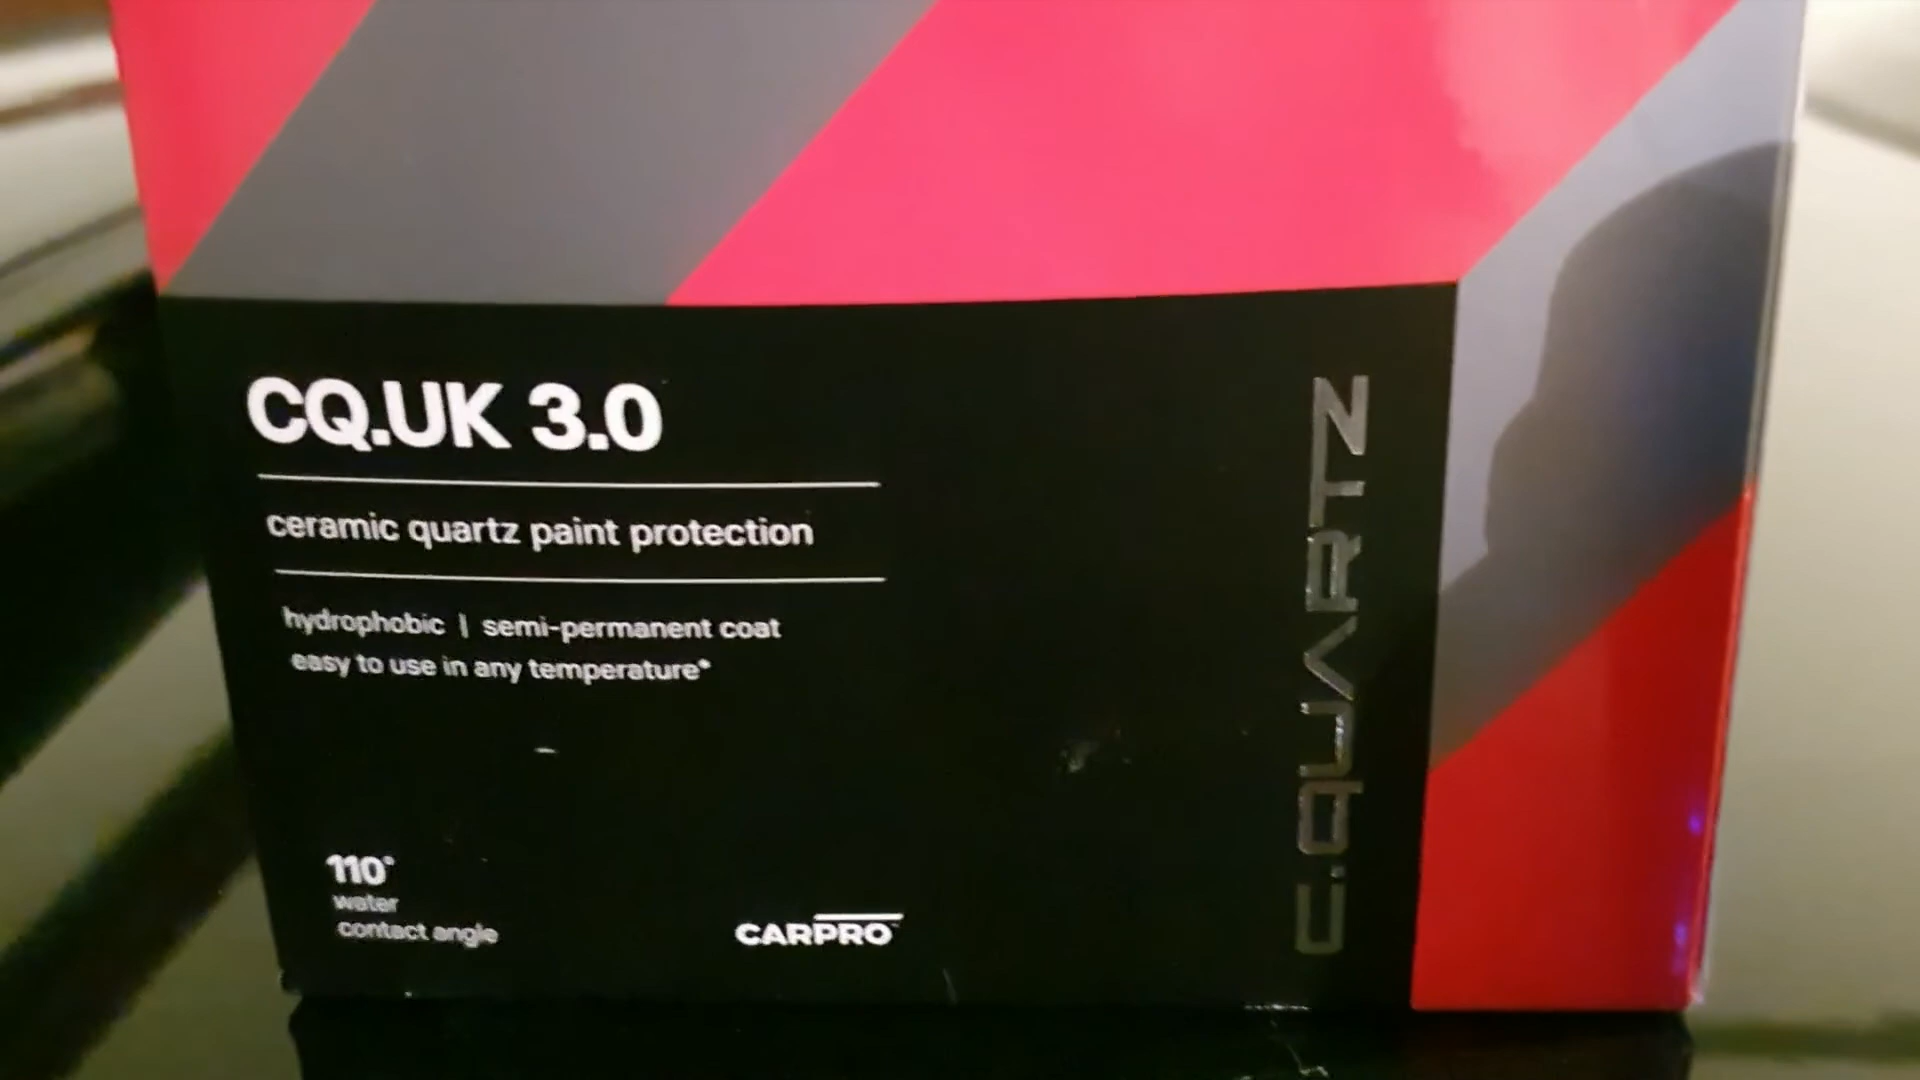 CQ.UK 3.0
ceramic quartz paint protection
hydrophobic | semi-permanent coat
easy to use in any temperature*
110°
water
contact angle
CARPRO
C.QUARTZ